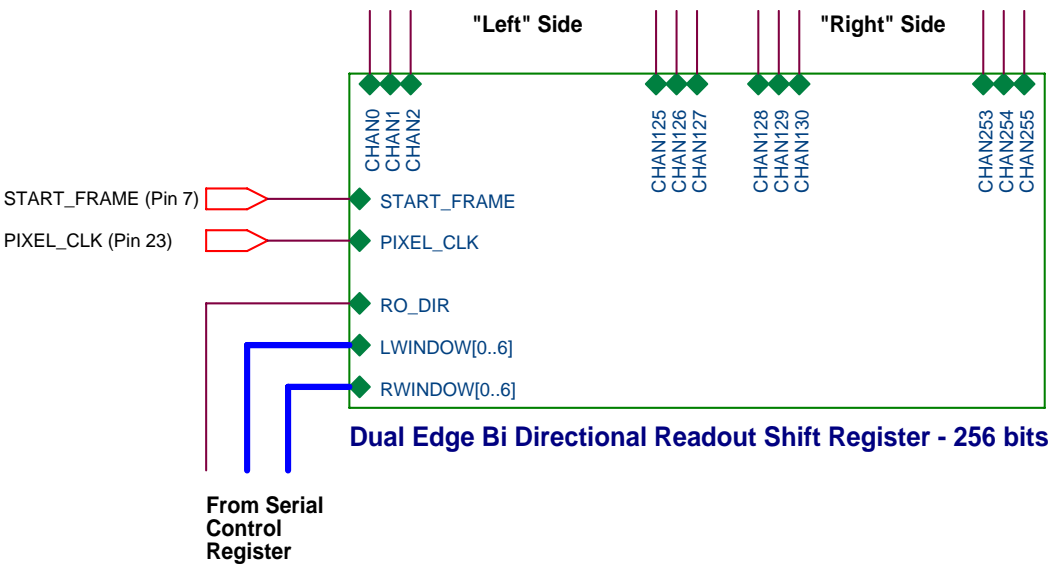 "Left" Side
"Right" Side
CHAN0
CHAN1
CHAN2
CHAN125
CHAN126
CHAN127
CHAN128
CHAN129
CHAN130
CHAN253
CHAN254
CHAN255
START_FRAME (Pin 7)
START_FRAME
PIXEL_CLK (Pin 23)
PIXEL_CLK
RO_DIR
LWINDOW[0..6]
RWINDOW[0..6]
Dual Edge Bi Directional Readout Shift Register - 256 bits
From Serial
Control
Register